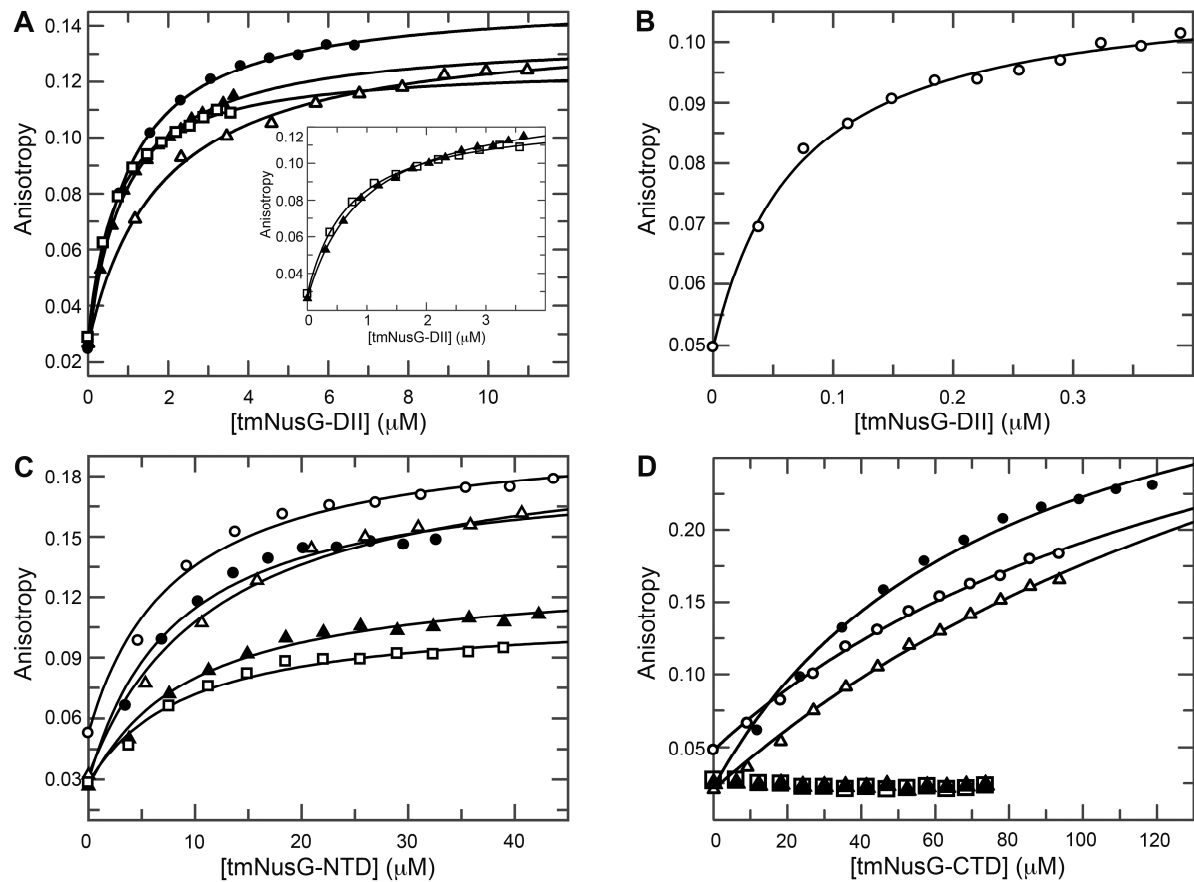 A
Anisotropy
0.14
0.12
0.10
0.08
0.06
0.04
0.02
0 2 4 6 8 10
[tmNusG-DII] (μM)
Anisotropy
0.12
0.10
0.08
0.06
0.04
0 1 2 3
[tmNusG-DII] (μM)
B
Anisotropy
0.10
0.09
0.08
0.07
0.06
0.05
0 0.1 0.2 0.3
[tmNusG-DII] (μM)
C
Anisotropy
0.18
0.15
0.12
0.09
0.06
0.03
0 10 20 30 40
[tmNusG-NTD] (μM)
D
Anisotropy
0.20
0.15
0.10
0.05
0 20 40 60 80 100 120
[tmNusG-CTD] (μM)